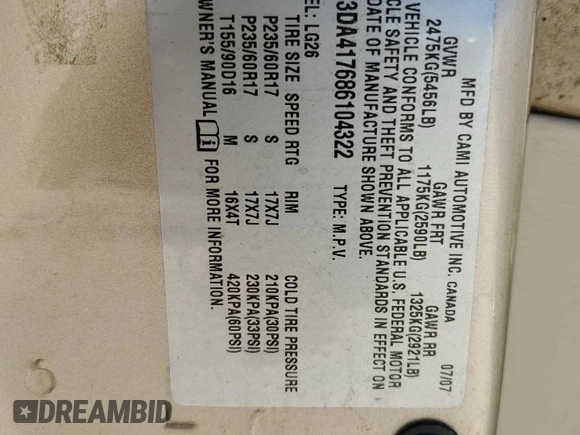 MFD BY CAMI AUTOMOTIVE INC. CANADA 07/07
GVWR GAWR FRT GAWR RR
2475KG(5456LB) 1175KG(2590LB) 1325KG(2921LB)
VEHICLE CONFORMS TO ALL APPLICABLE U.S. FEDERAL MOTOR
CLE SAFETY AND THEFT PREVENTION STANDARDS IN EFFECT ON
DATE OF MANUFACTURE SHOWN ABOVE.
3DA417686104322 TYPE: M.P.V.
EL: LG26
TIRE SIZE SPEED RTG RIM COLD TIRE PRESSURE
P235/60R17 S 17X7J 210KPA(30PSI)
P235/60R17 S 17X7J 230KPA(33PSI)
T155/90D16 M 16X4T 420KPA(60PSI)
OWNER'S MANUAL FOR MORE INFORMATION.
DREAMBID